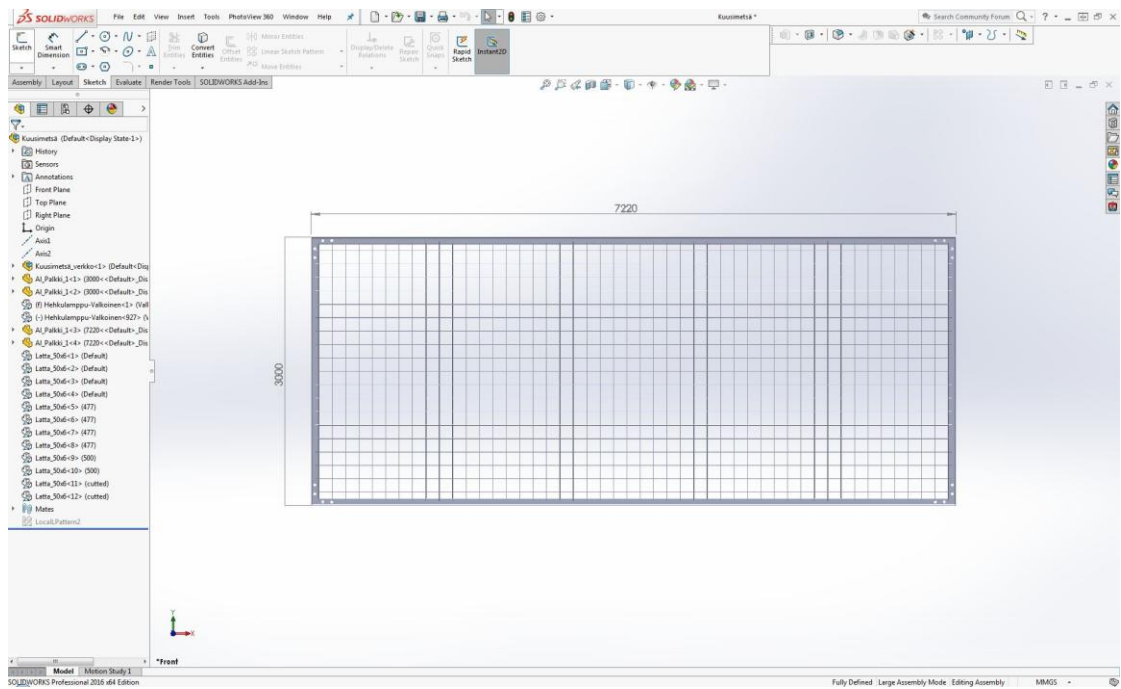 SOLIDWORKS File Edit View Insert Tools PhotoView 360 Window Help Kuusimetsä * Search Community Forum
Sketch Smart Dimension Trim Entities Convert Entities Offset Entities Mirror Entities Linear Sketch Pattern Move Entities Display/Delete Relations Repair Sketch Quick Snaps Rapid Sketch Instant2D
Assembly Layout Sketch Evaluate Render Tools SOLIDWORKS Add-Ins
Kuusimetsä (Default<Display State-1>)
History
Sensors
Annotations
Front Plane
Top Plane
Right Plane
Origin
Axis1
Axis2
Kuusimetsä_verkko<1> (Default<Disp
Al_Palkki_1<1> (3000<<Default>_Dis
Al_Palkki_1<2> (3000<<Default>_Dis
(f) Hehkulamppu-Valkoinen<1> (Val
(-) Hehkulamppu-Valkoinen<927> (V
Al_Palkki_1<3> (7220<<Default>_Dis
Al_Palkki_1<4> (7220<<Default>_Dis
Latta_50x6<1> (Default)
Latta_50x6<2> (Default)
Latta_50x6<3> (Default)
Latta_50x6<4> (Default)
Latta_50x6<5> (477)
Latta_50x6<6> (477)
Latta_50x6<7> (477)
Latta_50x6<8> (477)
Latta_50x6<9> (500)
Latta_50x6<10> (500)
Latta_50x6<11> (cutted)
Latta_50x6<12> (cutted)
Mates
LocalLPattern2
7220
3000
Y
X
*Front
Model Motion Study 1
SOLIDWORKS Professional 2016 x64 Edition Fully Defined Large Assembly Mode Editing Assembly MMGS